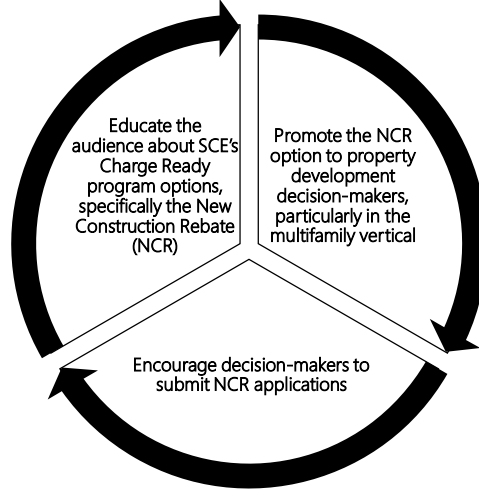 Educate the
audience about SCE's
Charge Ready
program options,
specifically the New
Construction Rebate
(NCR)
Promote the NCR
option to property
development
decision-makers,
particularly in the
multifamily vertical
Encourage decision-makers to
submit NCR applications